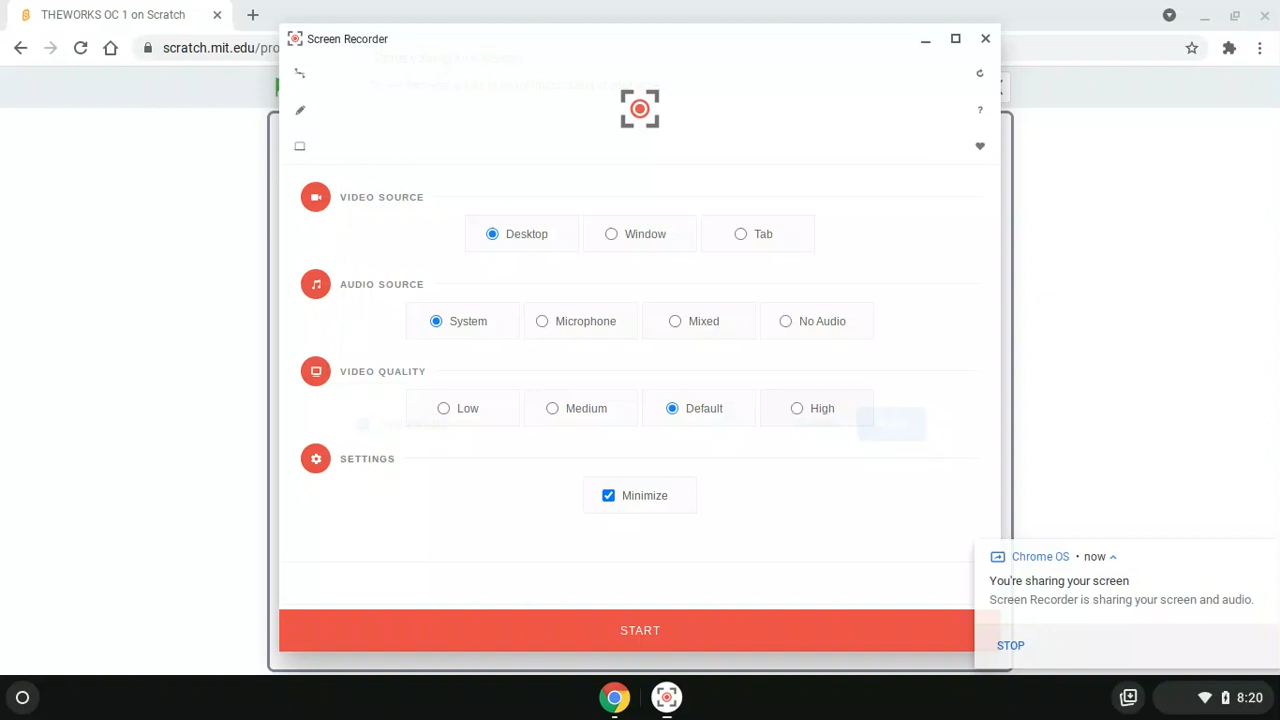 THEWORKS OC 1 on Scratch
scratch.mit.edu/pro
Screen Recorder
?
VIDEO SOURCE
Desktop
Window
Tab
AUDIO SOURCE
System
Microphone
Mixed
No Audio
VIDEO QUALITY
Low
Medium
Default
High
SETTINGS
Minimize
START
Chrome OS • now
You're sharing your screen
Screen Recorder is sharing your screen and audio.
STOP
8:20